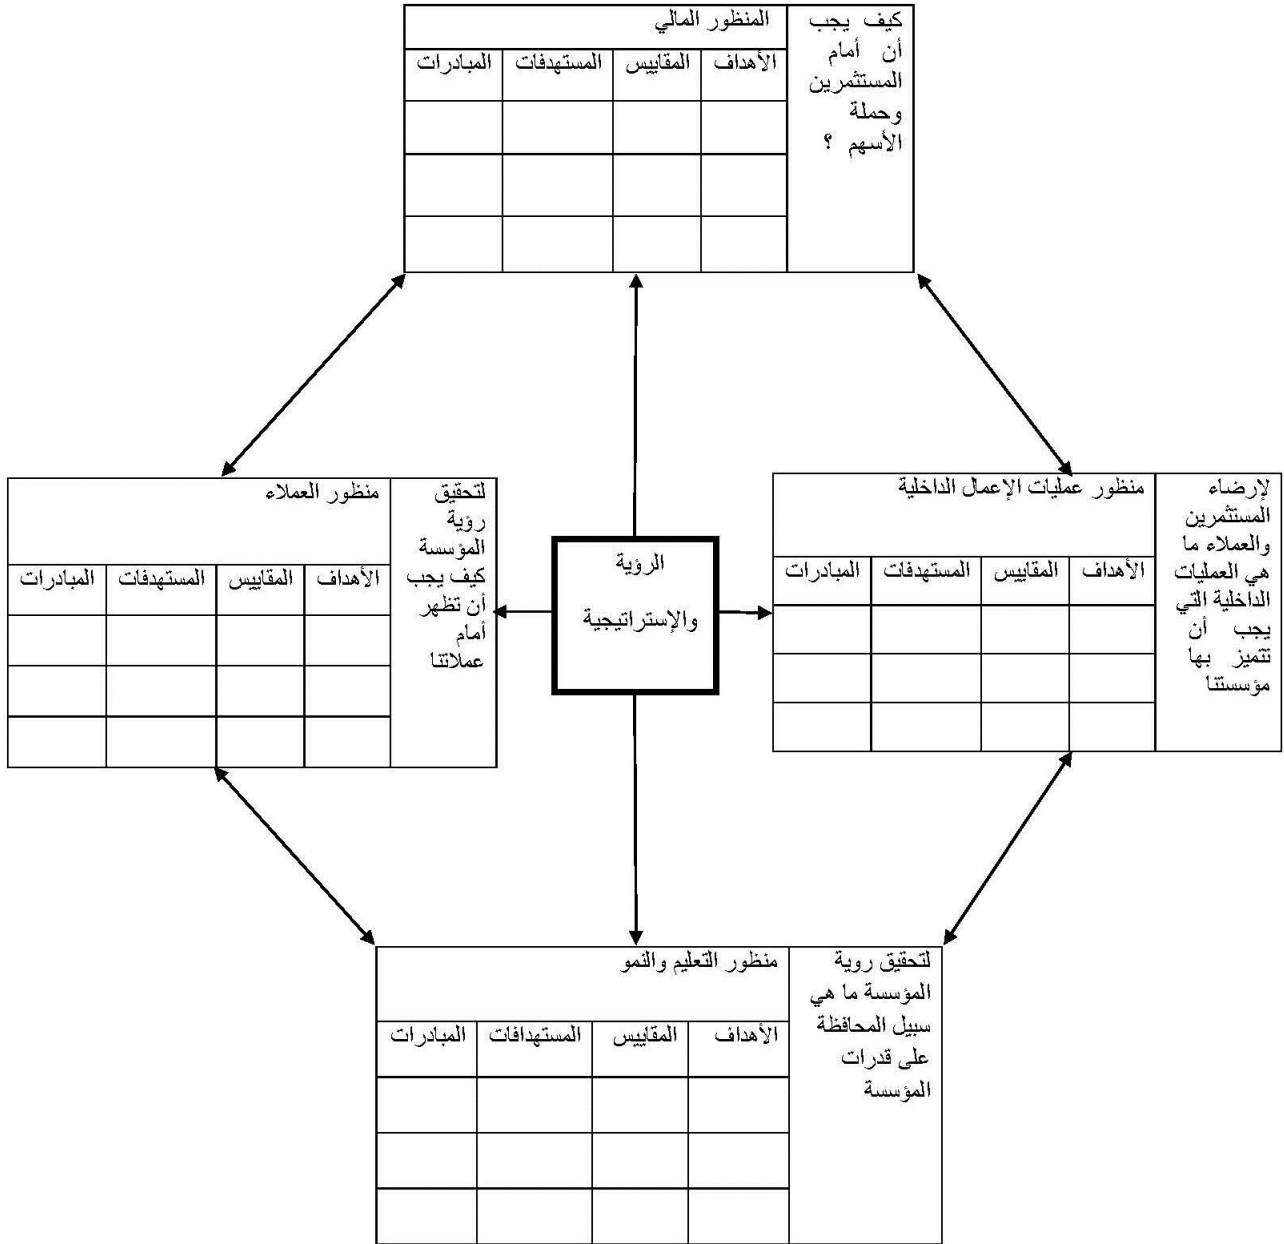 كيف يجب
أن أمام
المستثمرين
وحملة
الأسهم ؟
المنظور المالي
الأهداف المقاييس المستهدفات المبادرات
لإرضاء
المستثمرين
والعملاء ما
هي العمليات
الداخلية التي
يجب أن
تتميز بها
مؤسستنا
منظور عمليات الإعمال الداخلية
الأهداف المقاييس المستهدفات المبادرات
الرؤية
والإستراتيجية
لتحقيق
رؤية
المؤسسة
كيف يجب
أن تظهر
أمام
عملاتنا
منظور العملاء
الأهداف المقاييس المستهدفات المبادرات
لتحقيق روية
المؤسسة ما هي
سبيل المحافظة
على قدرات
المؤسسة
منظور التعليم والنمو
الأهداف المقاييس المستهدافات المبادرات